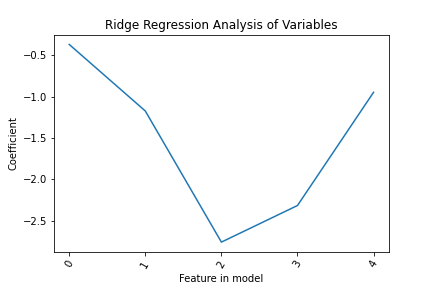 Ridge Regression Analysis of Variables
−0.5
−1.0
−1.5
−2.0
−2.5
Coefficient
0 1 2 3 4
Feature in model